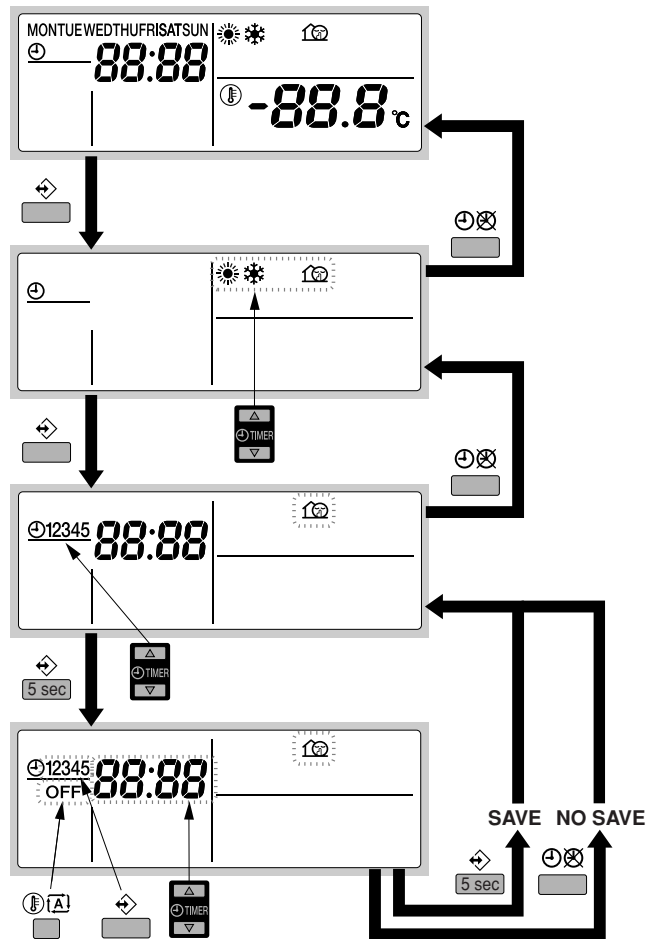 MONTUEWEDTHUFRISATSUN
88:88
-88.8 °C
TIMER
12345 88:88
5 sec
TIMER
12345 88:88
OFF
SAVE NO SAVE
5 sec
A
TIMER